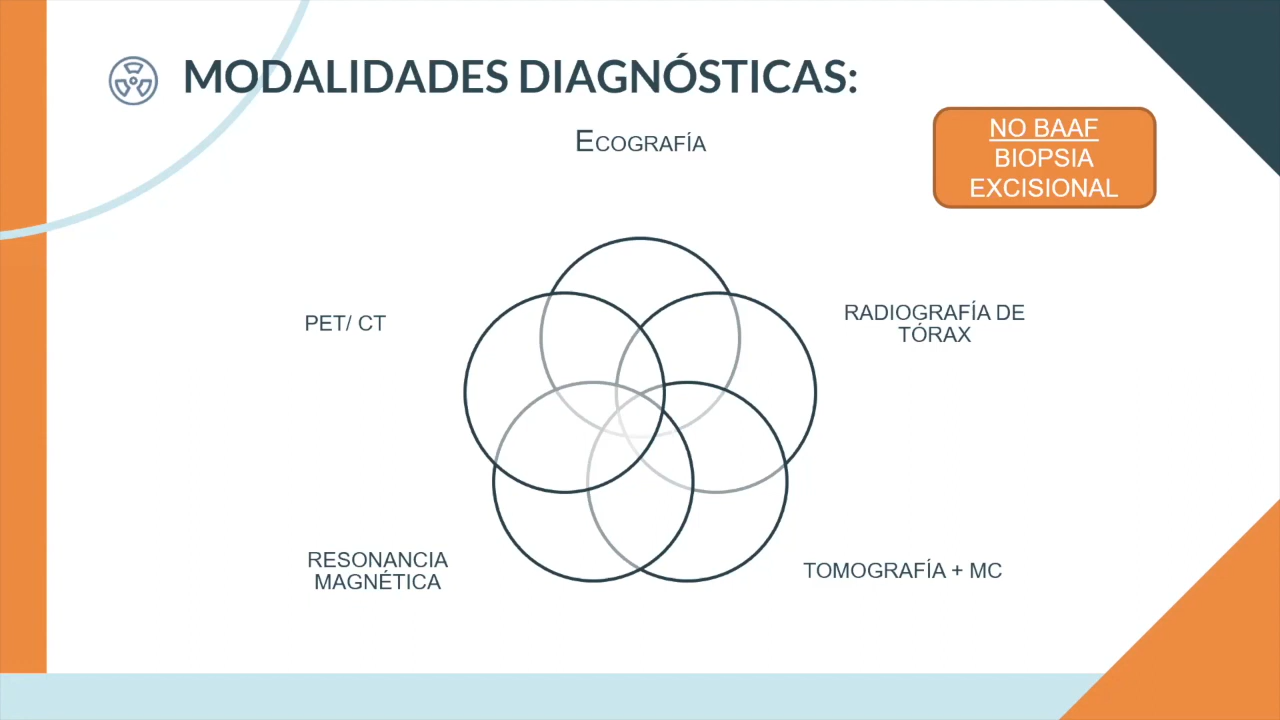 MODALIDADES DIAGNÓSTICAS:
ECOGRAFÍA
NO BAAF
BIOPSIA
EXCISIONAL
PET/ CT
RADIOGRAFÍA DE
TÓRAX
RESONANCIA
MAGNÉTICA
TOMOGRAFÍA + MC